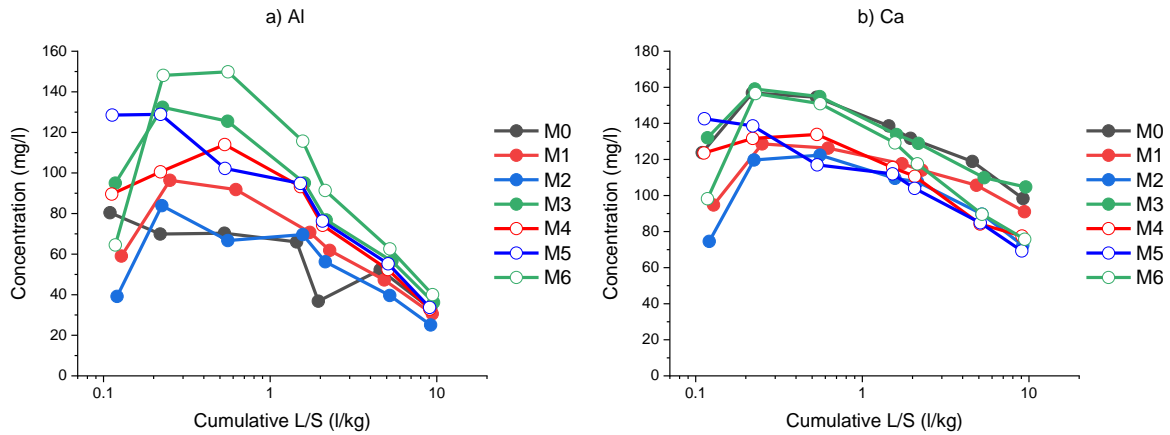 a) Al
Concentration (mg/l)
160
140
120
100
80
60
40
20
0
0.1
1
10
Cumulative L/S (l/kg)
M0
M1
M2
M3
M4
M5
M6
b) Ca
Concentration (mg/l)
180
160
140
120
100
80
60
40
20
0
0.1
1
10
Cumulative L/S (l/kg)
M0
M1
M2
M3
M4
M5
M6